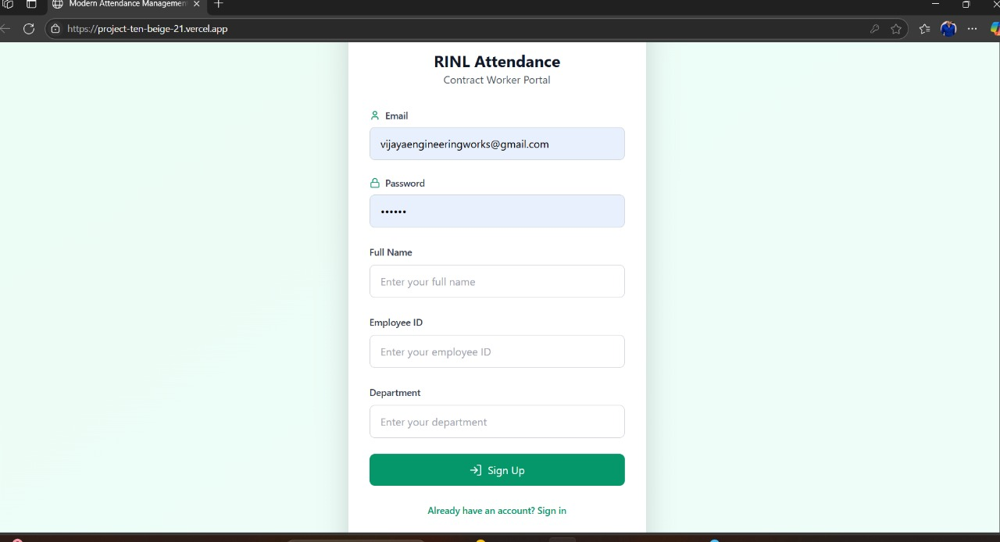 Modern Attendance Managemen
https://project-ten-beige-21.vercel.app
RINL Attendance
Contract Worker Portal
Email
vijayaengineeringworks@gmail.com
Password
••••••
Full Name
Enter your full name
Employee ID
Enter your employee ID
Department
Enter your department
Sign Up
Already have an account? Sign in